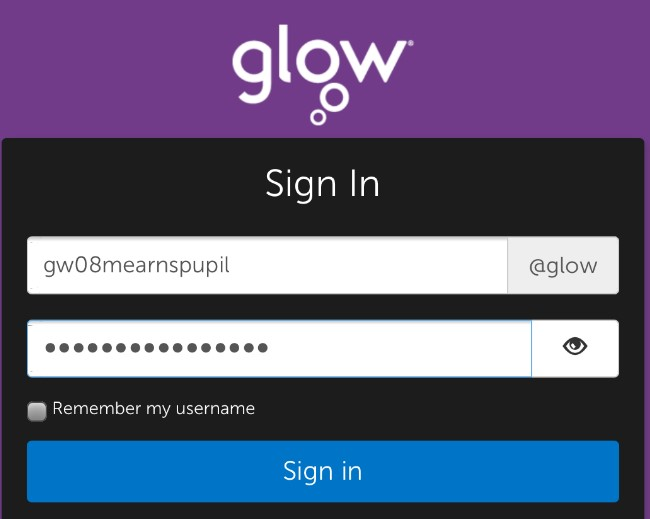 glow
Sign In
gw08mearnspupil
@glow
Remember my username
Sign in